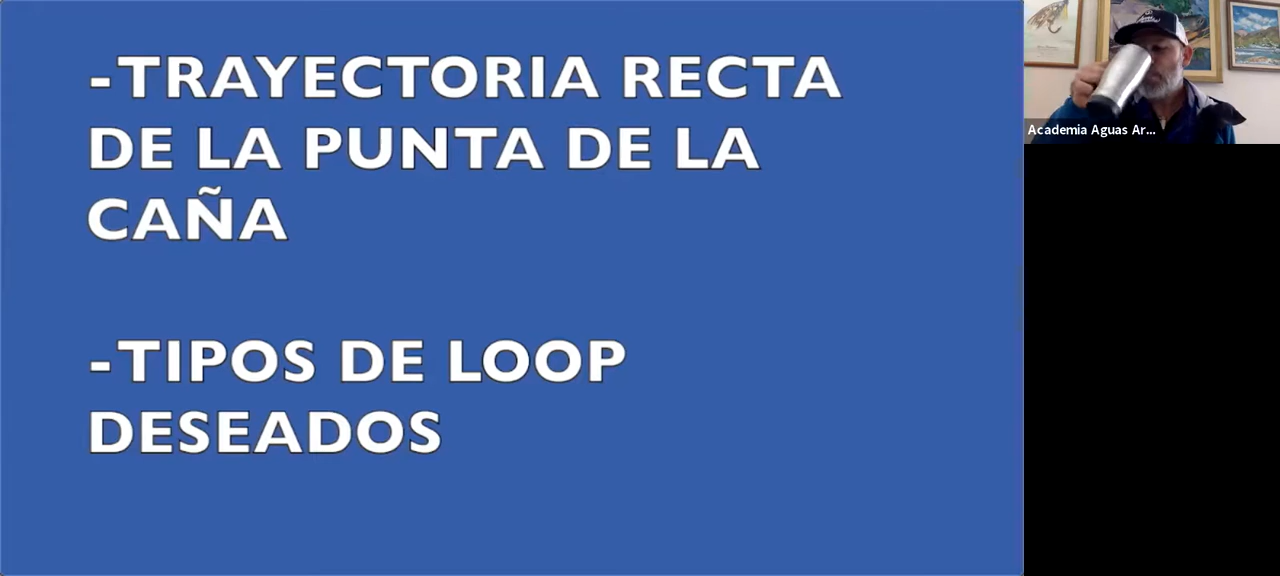 -TRAYECTORIA RECTA
DE LA PUNTA DE LA
CAÑA
-TIPOS DE LOOP
DESEADOS
Academia Aguas Ar...